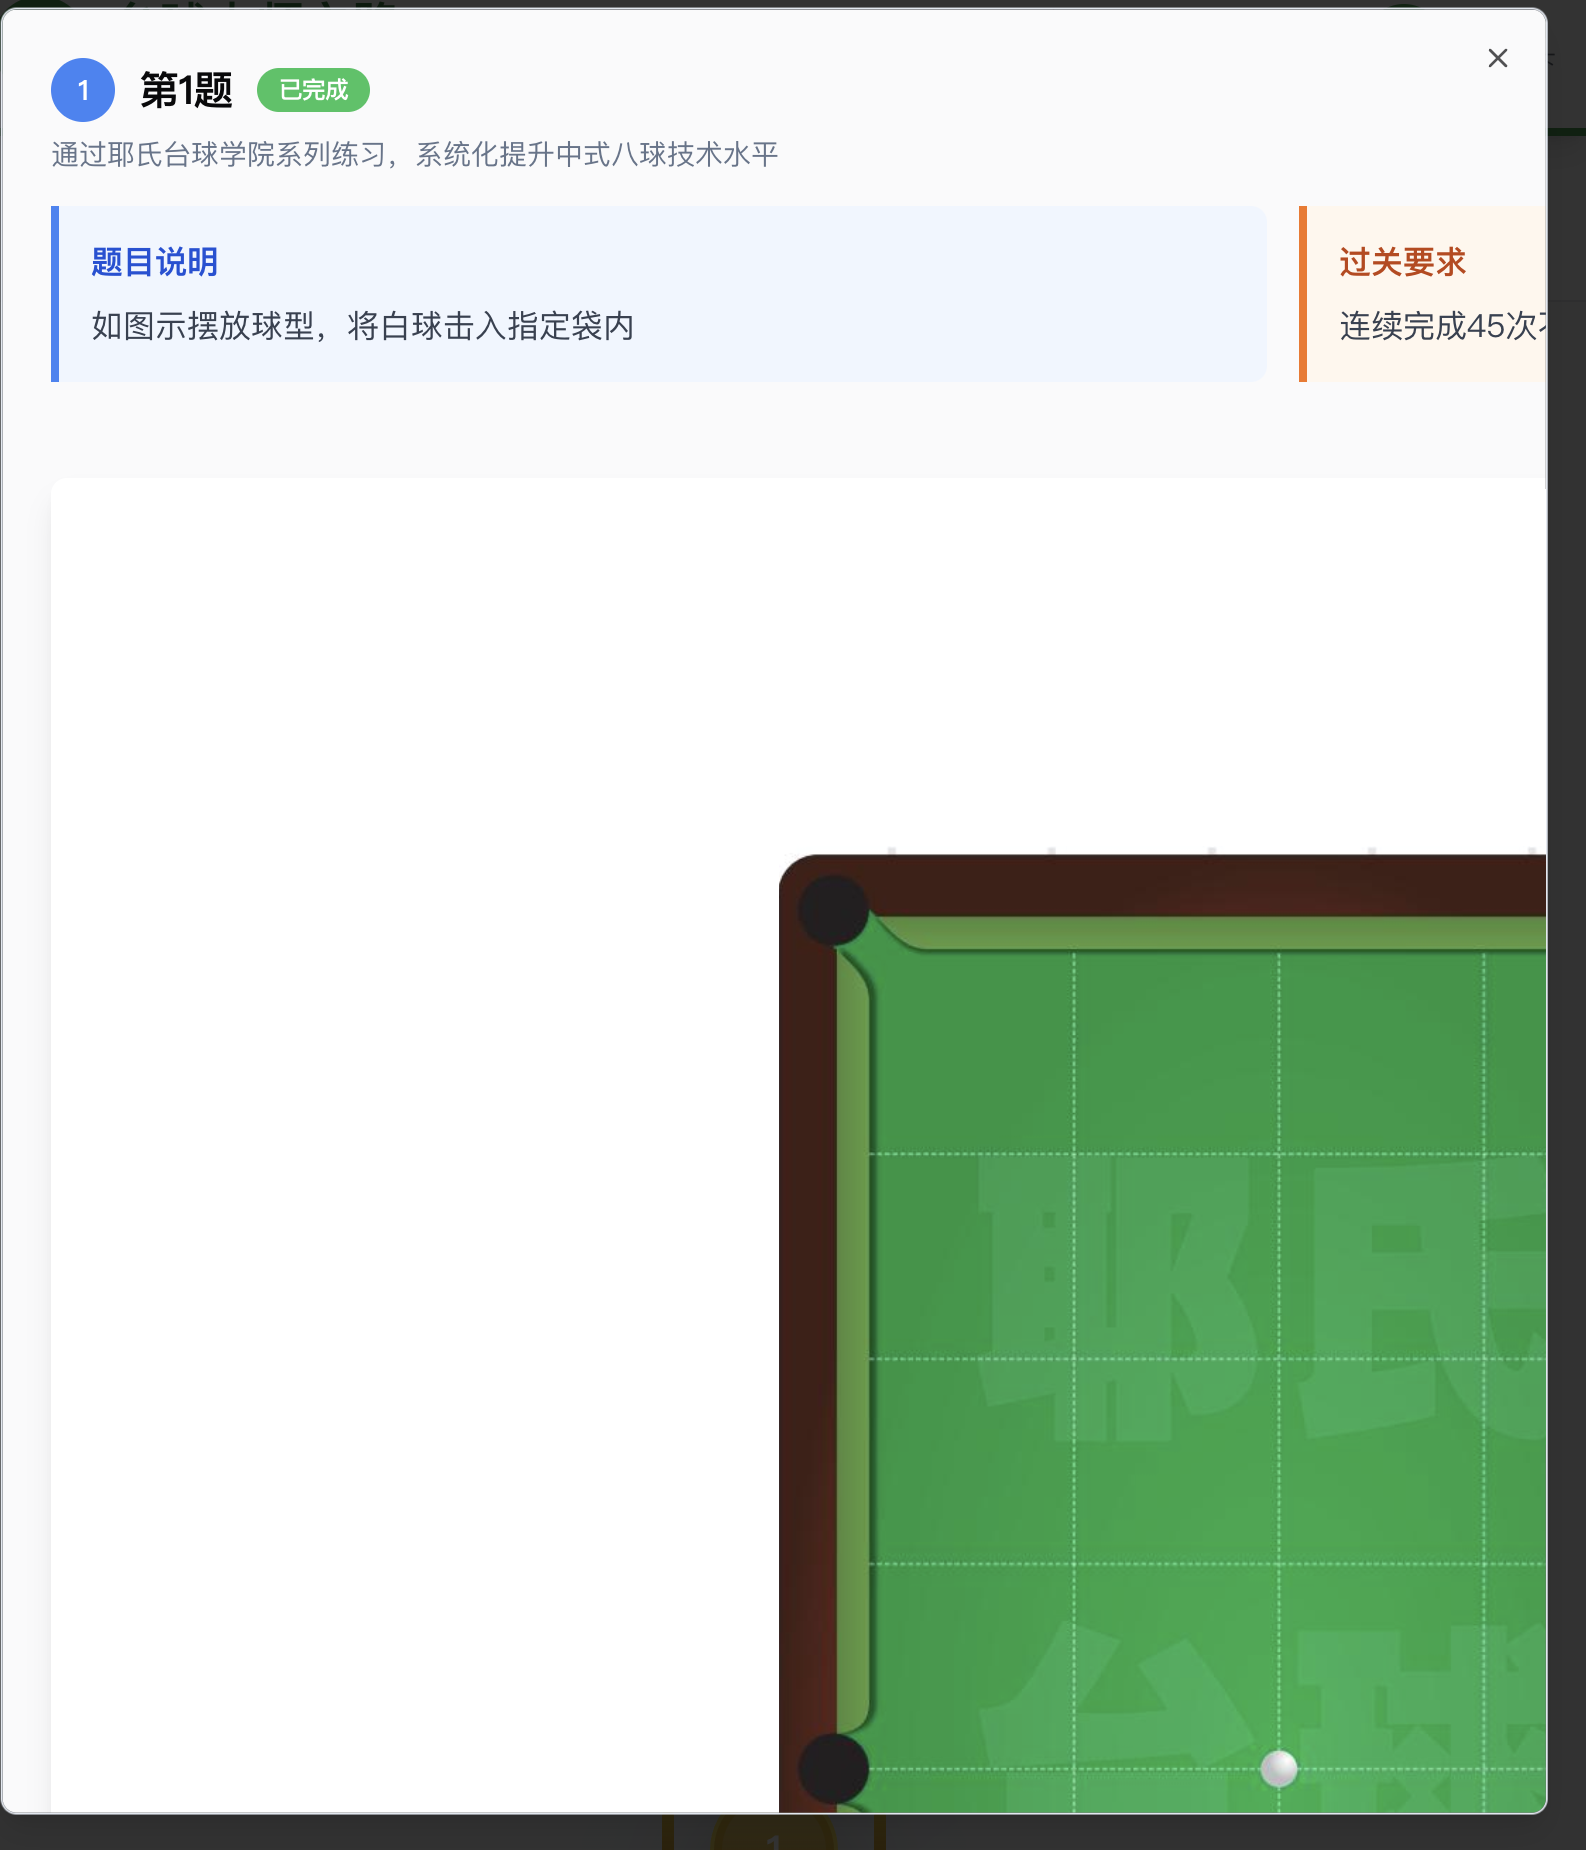 1 第1题 已完成
通过耶氏台球学院系列练习，系统化提升中式八球技术水平
题目说明
如图示摆放球型，将白球击入指定袋内
过关要求
连续完成45次
耶氏
台球
1